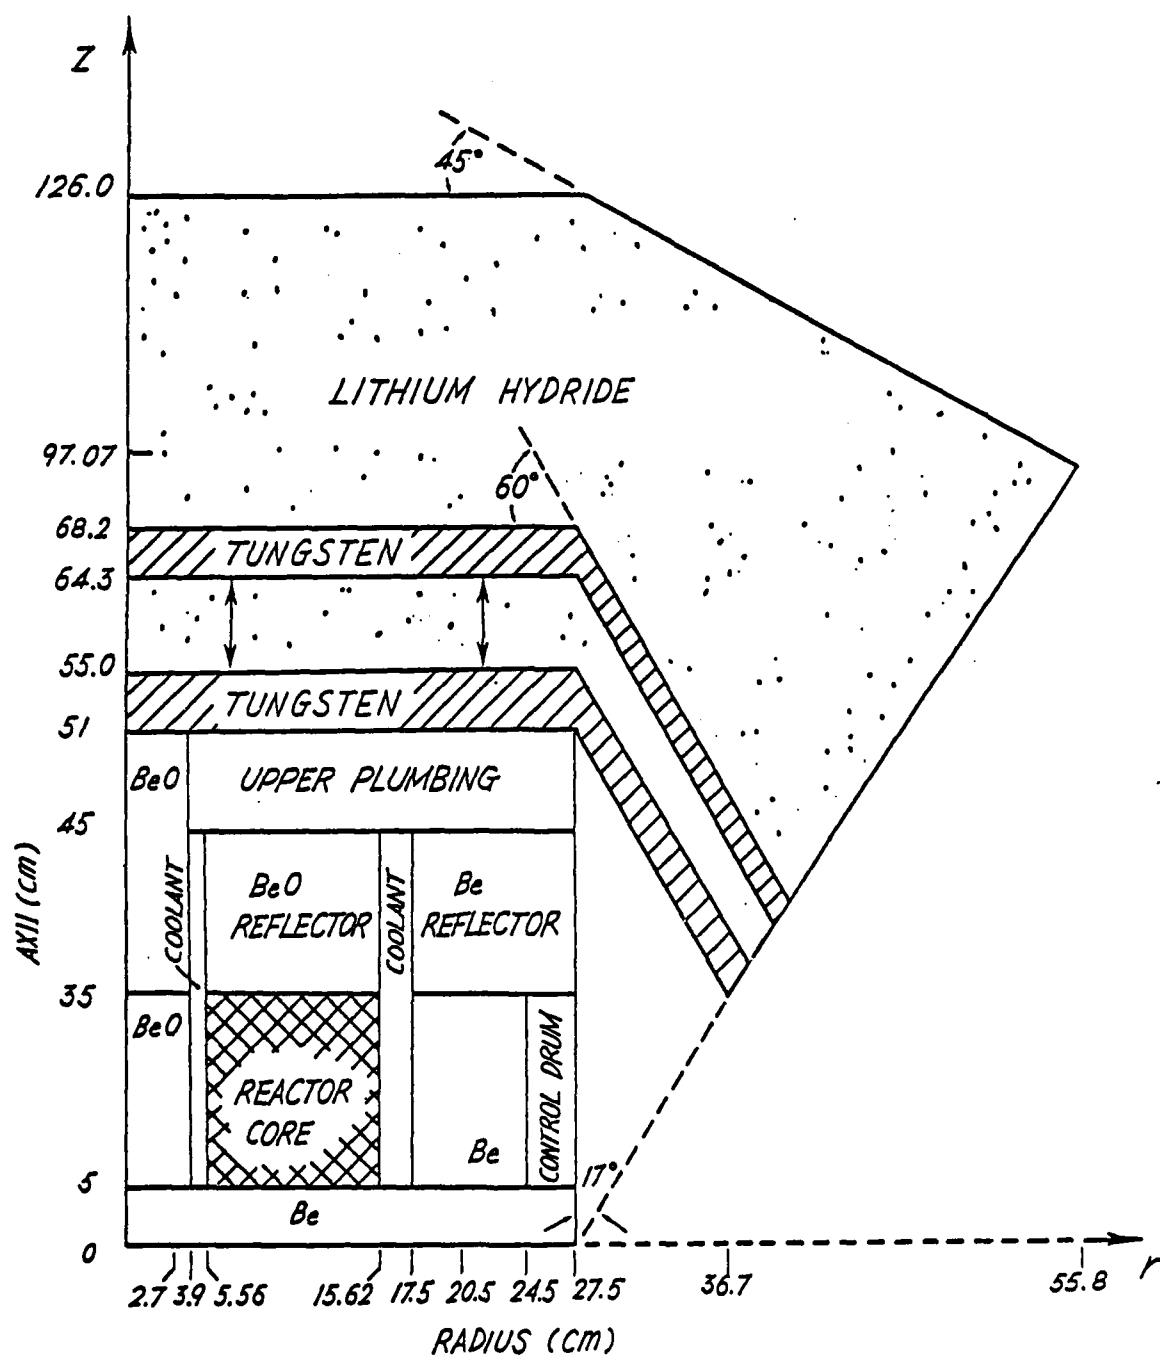 Z
45°
126.0
LITHIUM HYDRIDE
97.07
60°
68.2
TUNGSTEN
64.3
55.0
TUNGSTEN
51
BeO
UPPER PLUMBING
45
COOLANT
BeO
REFLECTOR
COOLANT
Be
REFLECTOR
AXII (cm)
35
BeO
REACTOR
CORE
Be
CONTROL DRUM
5
17°
Be
0
r
2.7 3.9 5.56 15.62 17.5 20.5 24.5 27.5 36.7 55.8
RADIUS (cm)